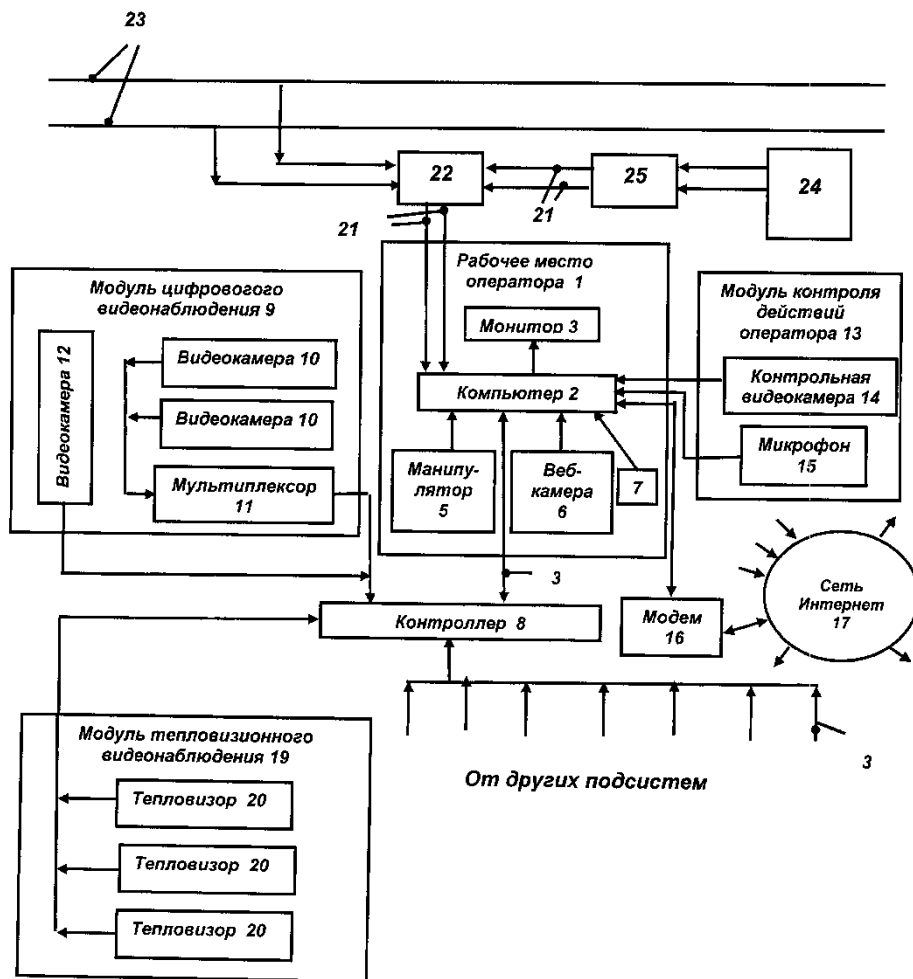 23
22
25
24
21
21
Рабочее место
оператора 1
Монитор 3
Компьютер 2
Манипу-
лятор
5
Веб-
камера
6
7
Модуль цифрового
видеонаблюдения 9
Видеокамера 12
Видеокамера 10
Видеокамера 10
Мультиплексор
11
Модуль контроля
действий
оператора 13
Контрольная
видеокамера 14
Микрофон
15
3
Контроллер 8
Модем
16
Сеть
Интернет
17
3
От других подсистем
Модуль тепловизионного
видеонаблюдения 19
Тепловизор 20
Тепловизор 20
Тепловизор 20